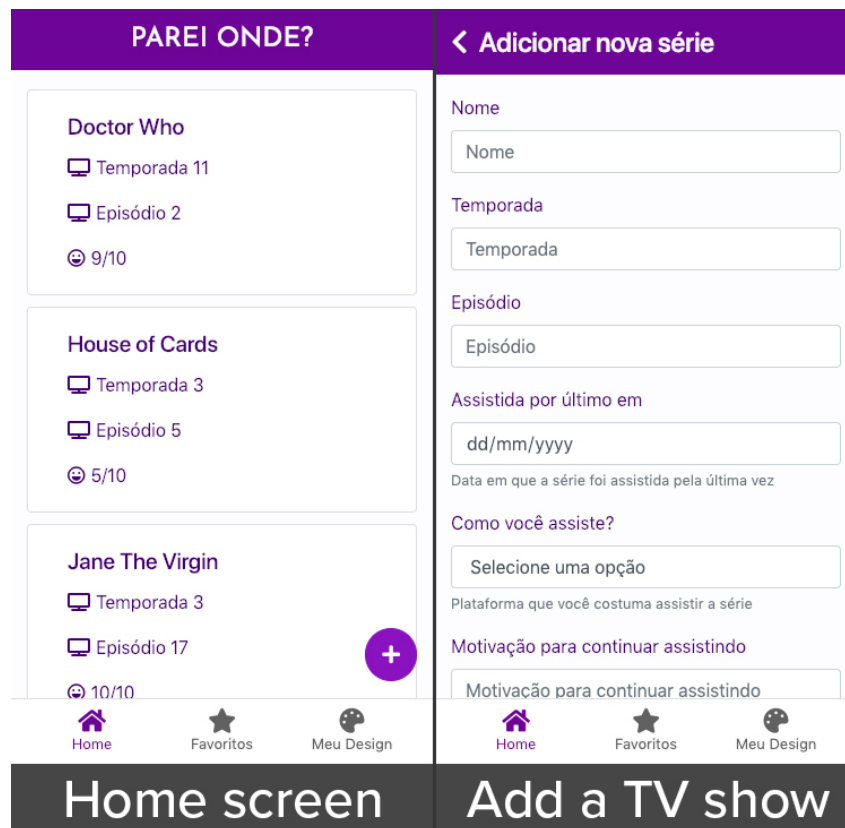 PAREI ONDE?
Doctor Who
Temporada 11
Episódio 2
9/10
House of Cards
Temporada 3
Episódio 5
5/10
Jane The Virgin
Temporada 3
Episódio 17
+
10/10
Home
Favoritos
Meu Design
Home screen
Adicionar nova série
Nome
Nome
Temporada
Temporada
Episódio
Episódio
Assistida por último em
dd/mm/yyyy
Data em que a série foi assistida pela última vez
Como você assiste?
Selecione uma opção
Plataforma que você costuma assistir a série
Motivação para continuar assistindo
Motivação para continuar assistindo
Home
Favoritos
Meu Design
Add a TV show